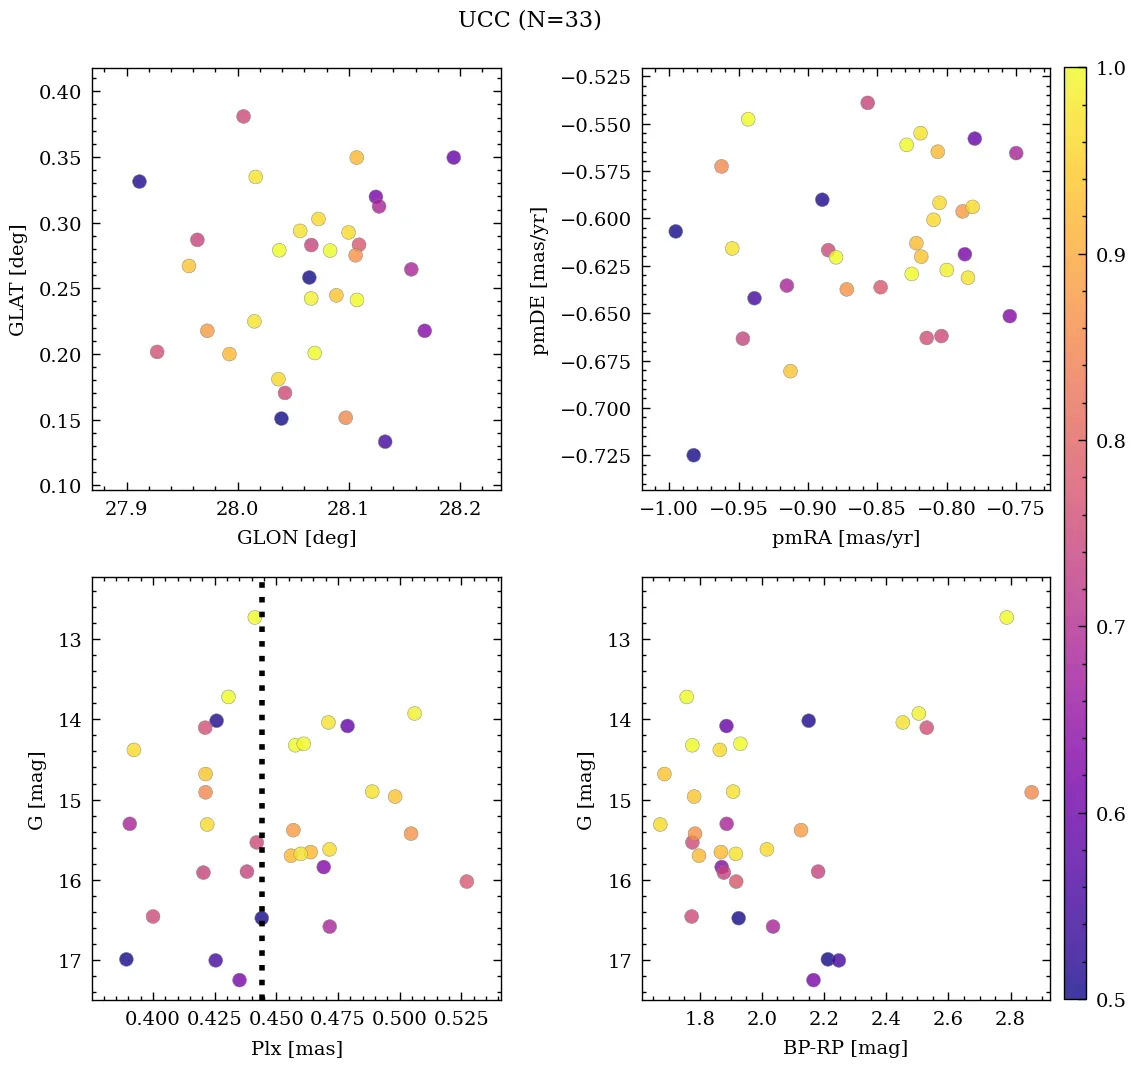 UCC (N=33)
0.40
0.35
0.30
0.25
0.20
0.15
0.10
GLAT [deg]
27.9 28.0 28.1 28.2
GLON [deg]
−0.525
−0.550
−0.575
−0.600
−0.625
−0.650
−0.675
−0.700
−0.725
pmDE [mas/yr]
−1.00 −0.95 −0.90 −0.85 −0.80 −0.75
pmRA [mas/yr]
1.0
0.9
0.8
0.7
0.6
0.5
13
14
15
16
17
G [mag]
0.400 0.425 0.450 0.475 0.500 0.525
Plx [mas]
13
14
15
16
17
G [mag]
1.8 2.0 2.2 2.4 2.6 2.8
BP-RP [mag]